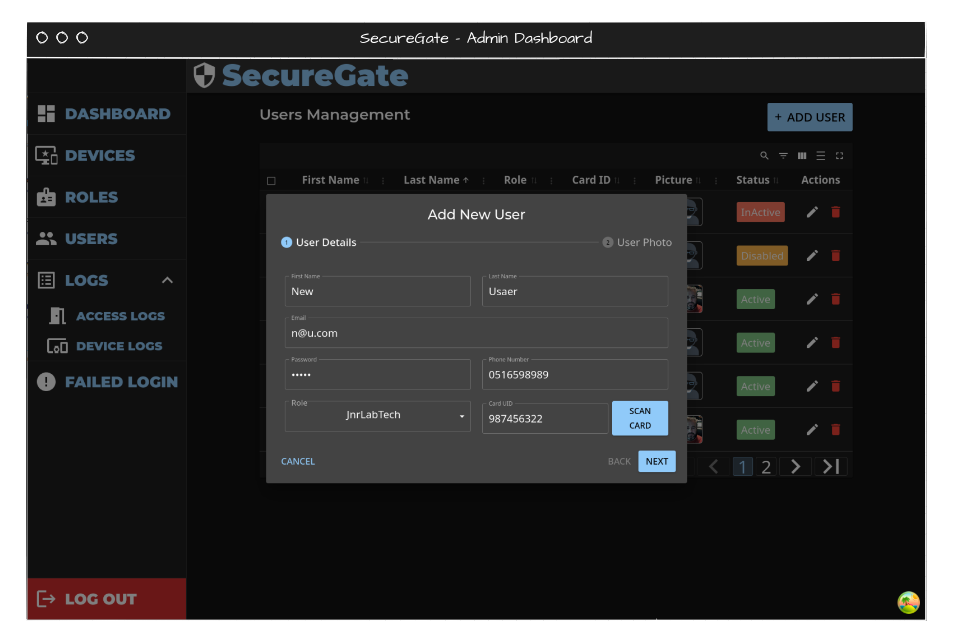 SecureGate - Admin Dashboard
SecureGate
DASHBOARD
DEVICES
ROLES
USERS
LOGS
ACCESS LOGS
DEVICE LOGS
FAILED LOGIN
LOG OUT
Users Management
+ ADD USER
First Name Last Name Role Card ID Picture Status Actions
InActive
Disabled
Active
Active
Active
Active
1 2
Add New User
1 User Details 2 User Photo
First Name Last Name
New Usaer
Email
n@u.com
Password Phone Number
••••• 0516598989
Role Card UID
JnrLabTech 987456322
SCAN
CARD
CANCEL BACK NEXT